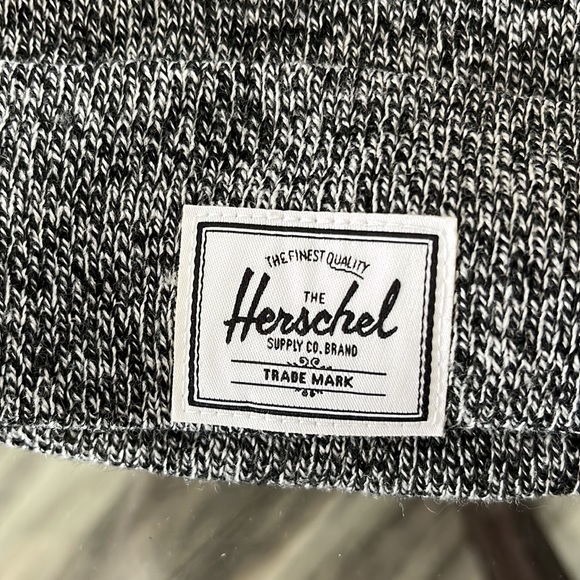 THE FINEST QUALITY
THE
Herschel
SUPPLY CO. BRAND
TRADE MARK